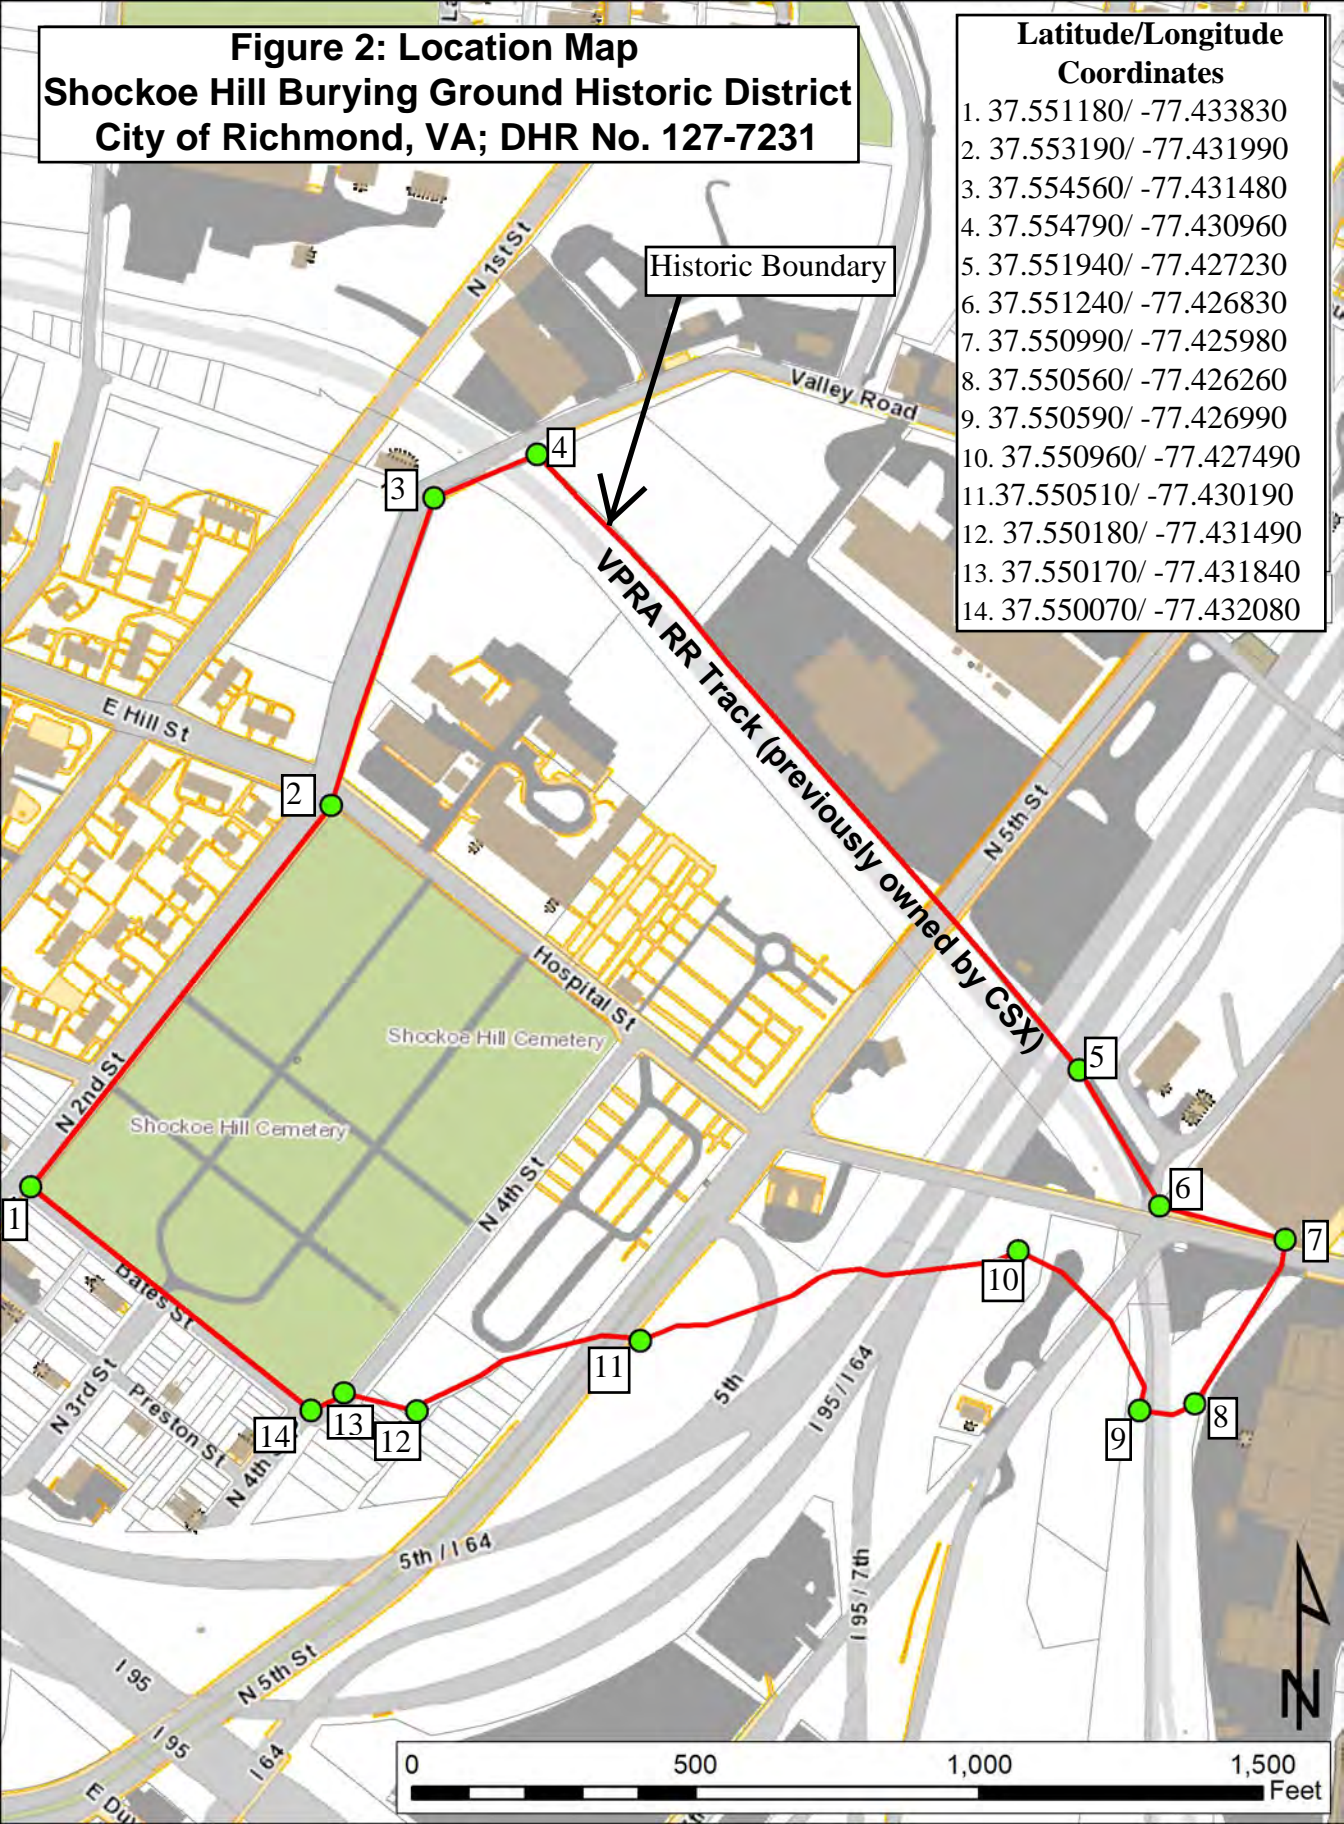 Figure 2: Location Map
Shockoe Hill Burying Ground Historic District
City of Richmond, VA; DHR No. 127-7231
Latitude/Longitude
Coordinates
1. 37.551180/ -77.433830
2. 37.553190/ -77.431990
3. 37.554560/ -77.431480
4. 37.554790/ -77.430960
5. 37.551940/ -77.427230
6. 37.551240/ -77.426830
7. 37.550990/ -77.425980
8. 37.550560/ -77.426260
9. 37.550590/ -77.426990
10. 37.550960/ -77.427490
11.37.550510/ -77.430190
12. 37.550180/ -77.431490
13. 37.550170/ -77.431840
14. 37.550070/ -77.432080
N 1st St
Historic Boundary
Valley Road
4
3
VPRA RR Track (previously owned by CSX)
E Hill St
2
N 5th St
Hospital St
Shockoe Hill Cemetery
5
N 2nd St
Shockoe Hill Cemetery
N 4th St
1
6
7
10
Bates St
11
5th
I 95 / I 64
N 3rd St
Preston St
14
13
12
9
8
N 4th
5th / I 64
I 95 / 7th
I 95
N 5th St
I 95
I 64
E Du
N
0
500
1,000
1,500
Feet